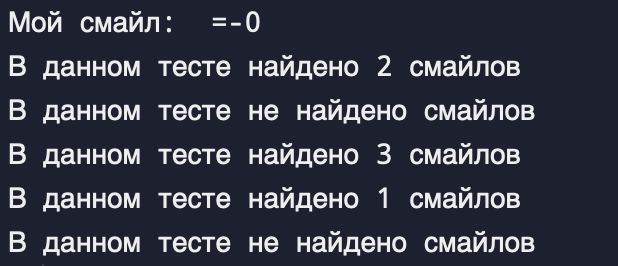 Мой смайл:  =-0
В данном тесте найдено 2 смайлов
В данном тесте не найдено смайлов
В данном тесте найдено 3 смайлов
В данном тесте найдено 1 смайлов
В данном тесте не найдено смайлов